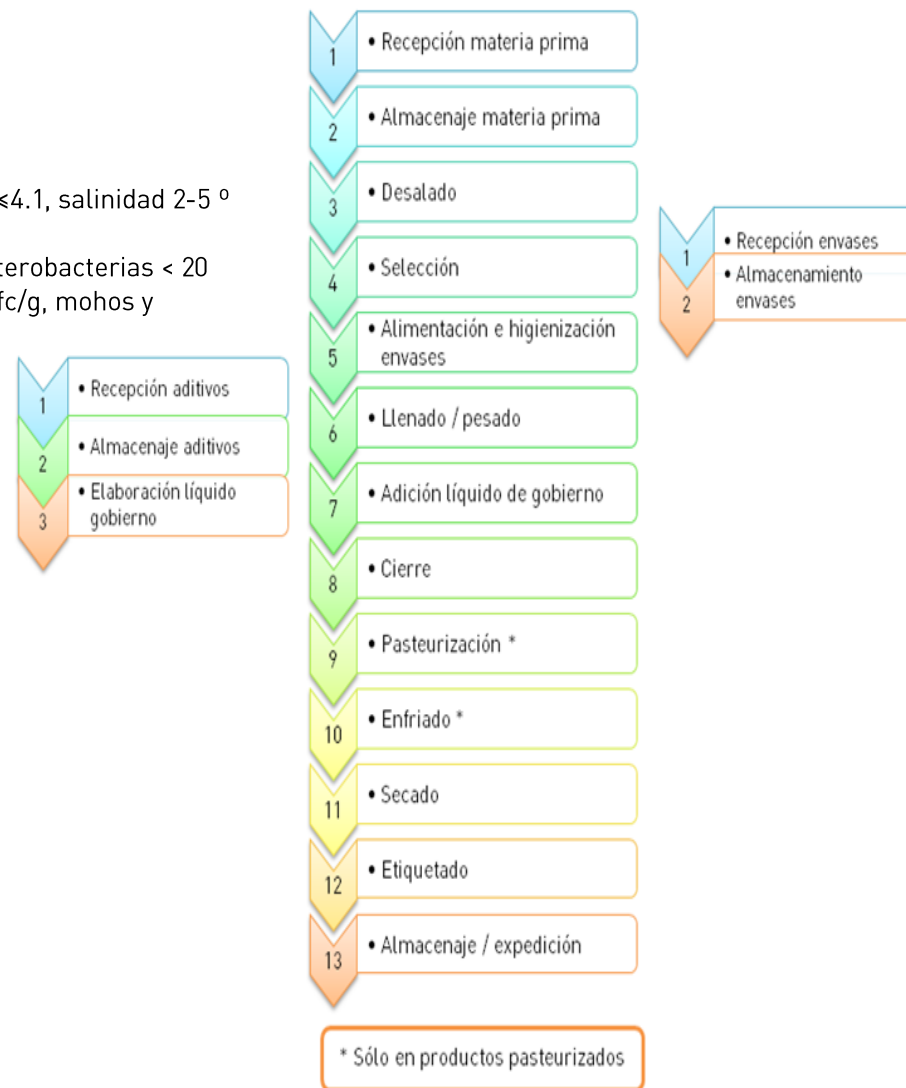 1
• Recepción materia prima
2
• Almacenaje materia prima
3
• Desalado
4
• Selección
5
• Alimentación e higienización
envases
6
• Llenado / pesado
7
• Adición líquido de gobierno
8
• Cierre
9
• Pasteurización *
10
• Enfriado *
11
• Secado
12
• Etiquetado
13
• Almacenaje / expedición
* Sólo en productos pasteurizados
≤4.1, salinidad 2-5 º
terobacterias < 20
fc/g, mohos y
1
• Recepción aditivos
2
• Almacenaje aditivos
3
• Elaboración líquido
gobierno
1
• Recepción envases
2
• Almacenamiento
envases